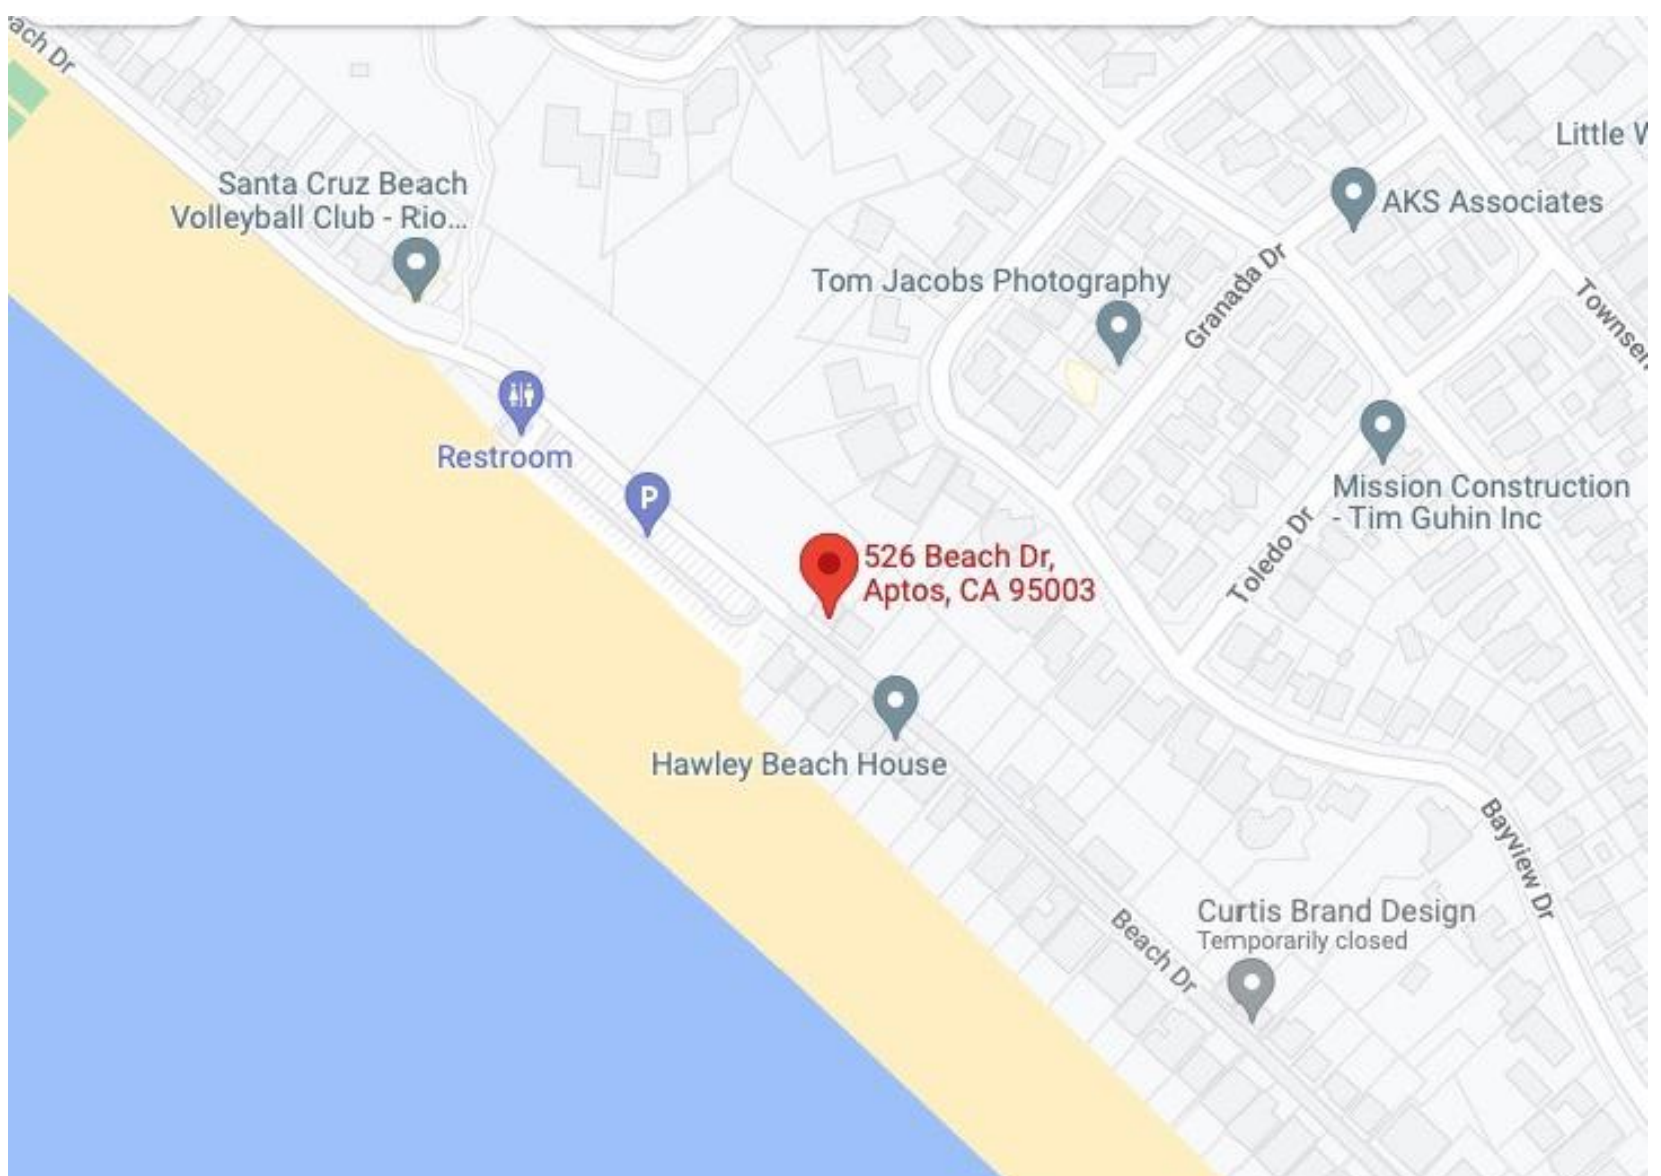 ach Dr
Little W
Santa Cruz Beach
Volleyball Club - Rio...
AKS Associates
Tom Jacobs Photography
Granada Dr
Townsen
Restroom
P
Mission Construction
- Tim Guhin Inc
Toledo Dr
526 Beach Dr,
Aptos, CA 95003
Hawley Beach House
Bayview Dr
Curtis Brand Design
Temporarily closed
Beach Dr